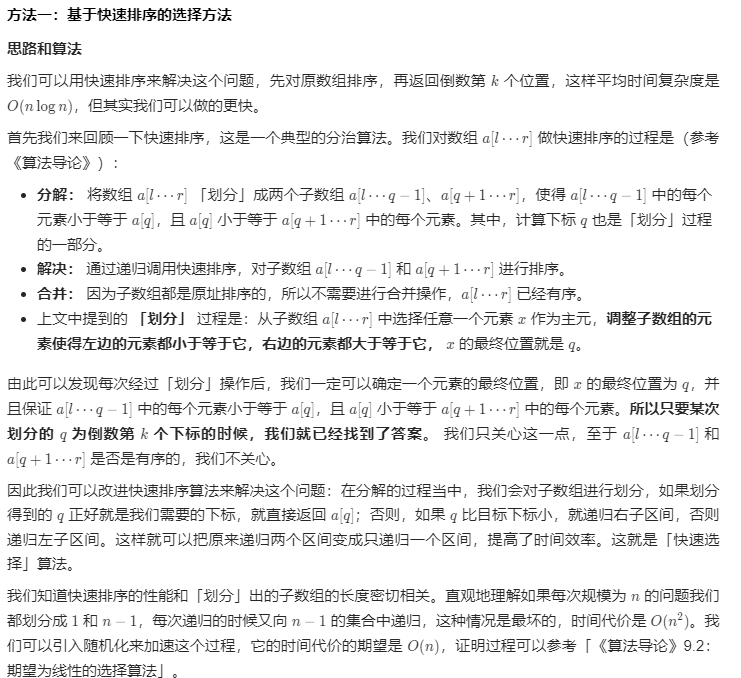 方法一：基于快速排序的选择方法
思路和算法
我们可以用快速排序来解决这个问题，先对原数组排序，再返回倒数第 k 个位置，这样平均时间复杂度是
O(n log n)，但其实我们可以做的更快。
首先我们来回顾一下快速排序，这是一个典型的分治算法。我们对数组 a[l⋯r] 做快速排序的过程是（参考
《算法导论》）：
• 分解： 将数组 a[l⋯r] 「划分」成两个子数组 a[l⋯q−1]、a[q+1⋯r]，使得 a[l⋯q−1] 中的每个
元素小于等于 a[q]，且 a[q] 小于等于 a[q+1⋯r] 中的每个元素。其中，计算下标 q 也是「划分」过程
的一部分。
• 解决： 通过递归调用快速排序，对子数组 a[l⋯q−1] 和 a[q+1⋯r] 进行排序。
• 合并： 因为子数组都是原址排序的，所以不需要进行合并操作，a[l⋯r] 已经有序。
• 上文中提到的 「划分」 过程是：从子数组 a[l⋯r] 中选择任意一个元素 x 作为主元，调整子数组的元
素使得左边的元素都小于等于它，右边的元素都大于等于它， x 的最终位置就是 q。
由此可以发现每次经过「划分」操作后，我们一定可以确定一个元素的最终位置，即 x 的最终位置为 q，并
且保证 a[l⋯q−1] 中的每个元素小于等于 a[q]，且 a[q] 小于等于 a[q+1⋯r] 中的每个元素。所以只要某次
划分的 q 为倒数第 k 个下标的时候，我们就已经找到了答案。 我们只关心这一点，至于 a[l⋯q−1] 和
a[q+1⋯r] 是否是有序的，我们不关心。
因此我们可以改进快速排序算法来解决这个问题：在分解的过程当中，我们会对子数组进行划分，如果划分
得到的 q 正好就是我们需要的下标，就直接返回 a[q]；否则，如果 q 比目标下标小，就递归右子区间，否则
递归左子区间。这样就可以把原来递归两个区间变成只递归一个区间，提高了时间效率。这就是「快速选
择」算法。
我们知道快速排序的性能和「划分」出的子数组的长度密切相关。直观地理解如果每次规模为 n 的问题我们
都划分成 1 和 n−1，每次递归的时候又向 n−1 的集合中递归，这种情况是最坏的，时间代价是 O(n²)。我
们可以引入随机化来加速这个过程，它的时间代价的期望是 O(n)，证明过程可以参考「《算法导论》9.2：
期望为线性的选择算法」。